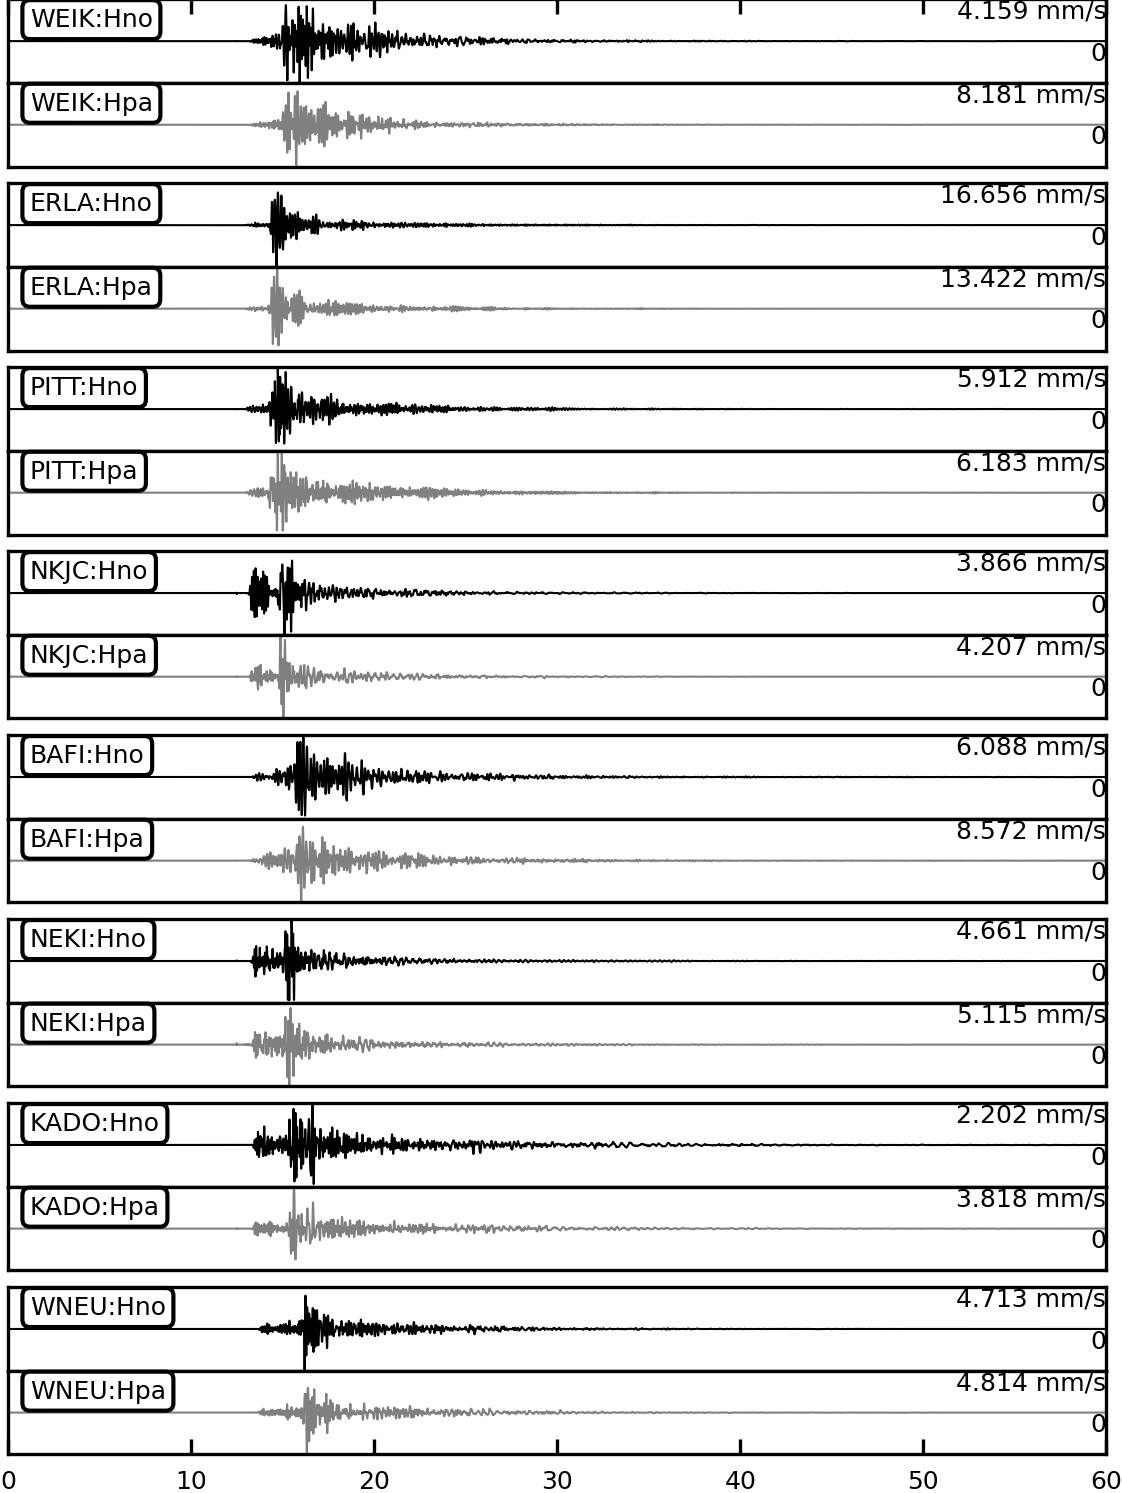 WEIK:Hno 4.159 mm/s
0
WEIK:Hpa 8.181 mm/s
0
ERLA:Hno 16.656 mm/s
0
ERLA:Hpa 13.422 mm/s
0
PITT:Hno 5.912 mm/s
0
PITT:Hpa 6.183 mm/s
0
NKJC:Hno 3.866 mm/s
0
NKJC:Hpa 4.207 mm/s
0
BAFI:Hno 6.088 mm/s
0
BAFI:Hpa 8.572 mm/s
0
NEKI:Hno 4.661 mm/s
0
NEKI:Hpa 5.115 mm/s
0
KADO:Hno 2.202 mm/s
0
KADO:Hpa 3.818 mm/s
0
WNEU:Hno 4.713 mm/s
0
WNEU:Hpa 4.814 mm/s
0
0 10 20 30 40 50 60